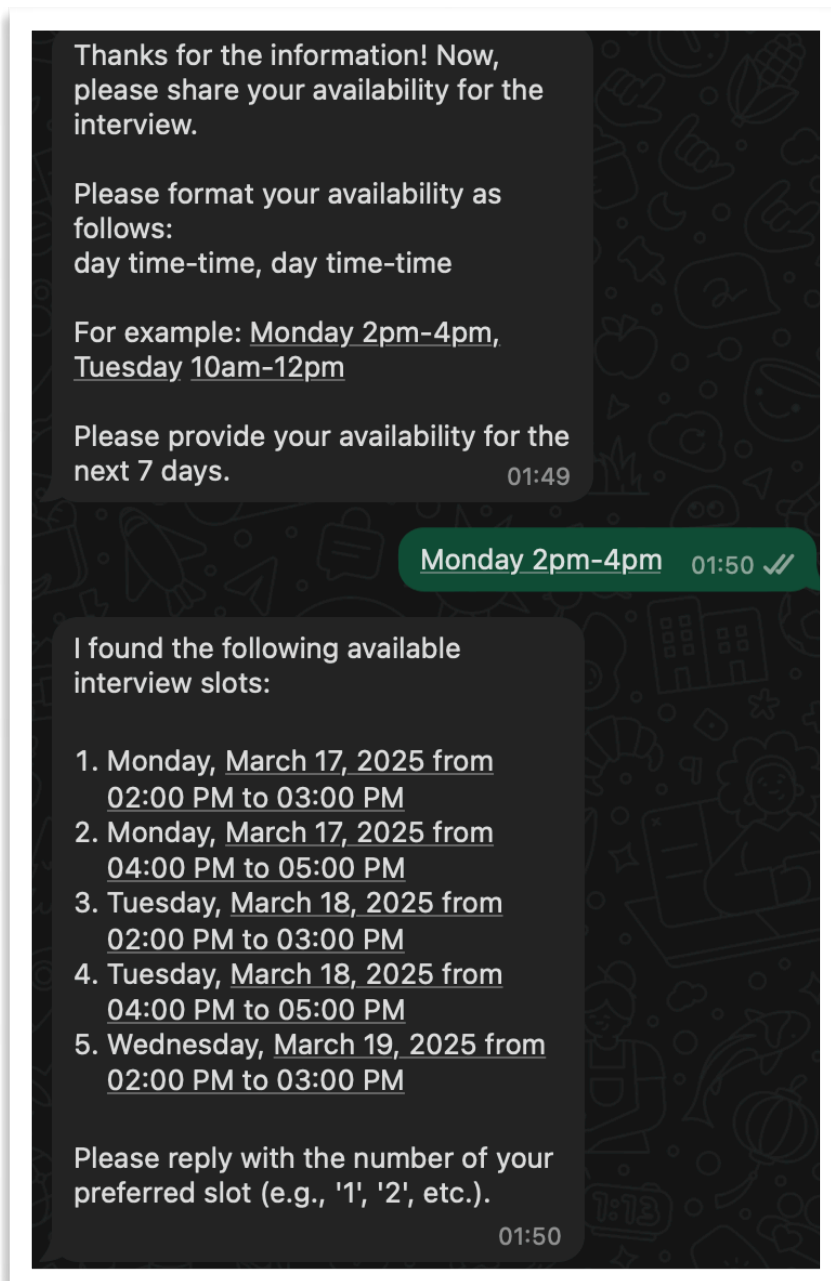 Thanks for the information! Now,
please share your availability for the
interview.
Please format your availability as
follows:
day time-time, day time-time
For example: Monday 2pm-4pm,
Tuesday 10am-12pm
Please provide your availability for the
next 7 days.
01:49
Monday 2pm-4pm 01:50
I found the following available
interview slots:
1. Monday, March 17, 2025 from
02:00 PM to 03:00 PM
2. Monday, March 17, 2025 from
04:00 PM to 05:00 PM
3. Tuesday, March 18, 2025 from
02:00 PM to 03:00 PM
4. Tuesday, March 18, 2025 from
04:00 PM to 05:00 PM
5. Wednesday, March 19, 2025 from
02:00 PM to 03:00 PM
Please reply with the number of your
preferred slot (e.g., '1', '2', etc.).
1:13
01:50